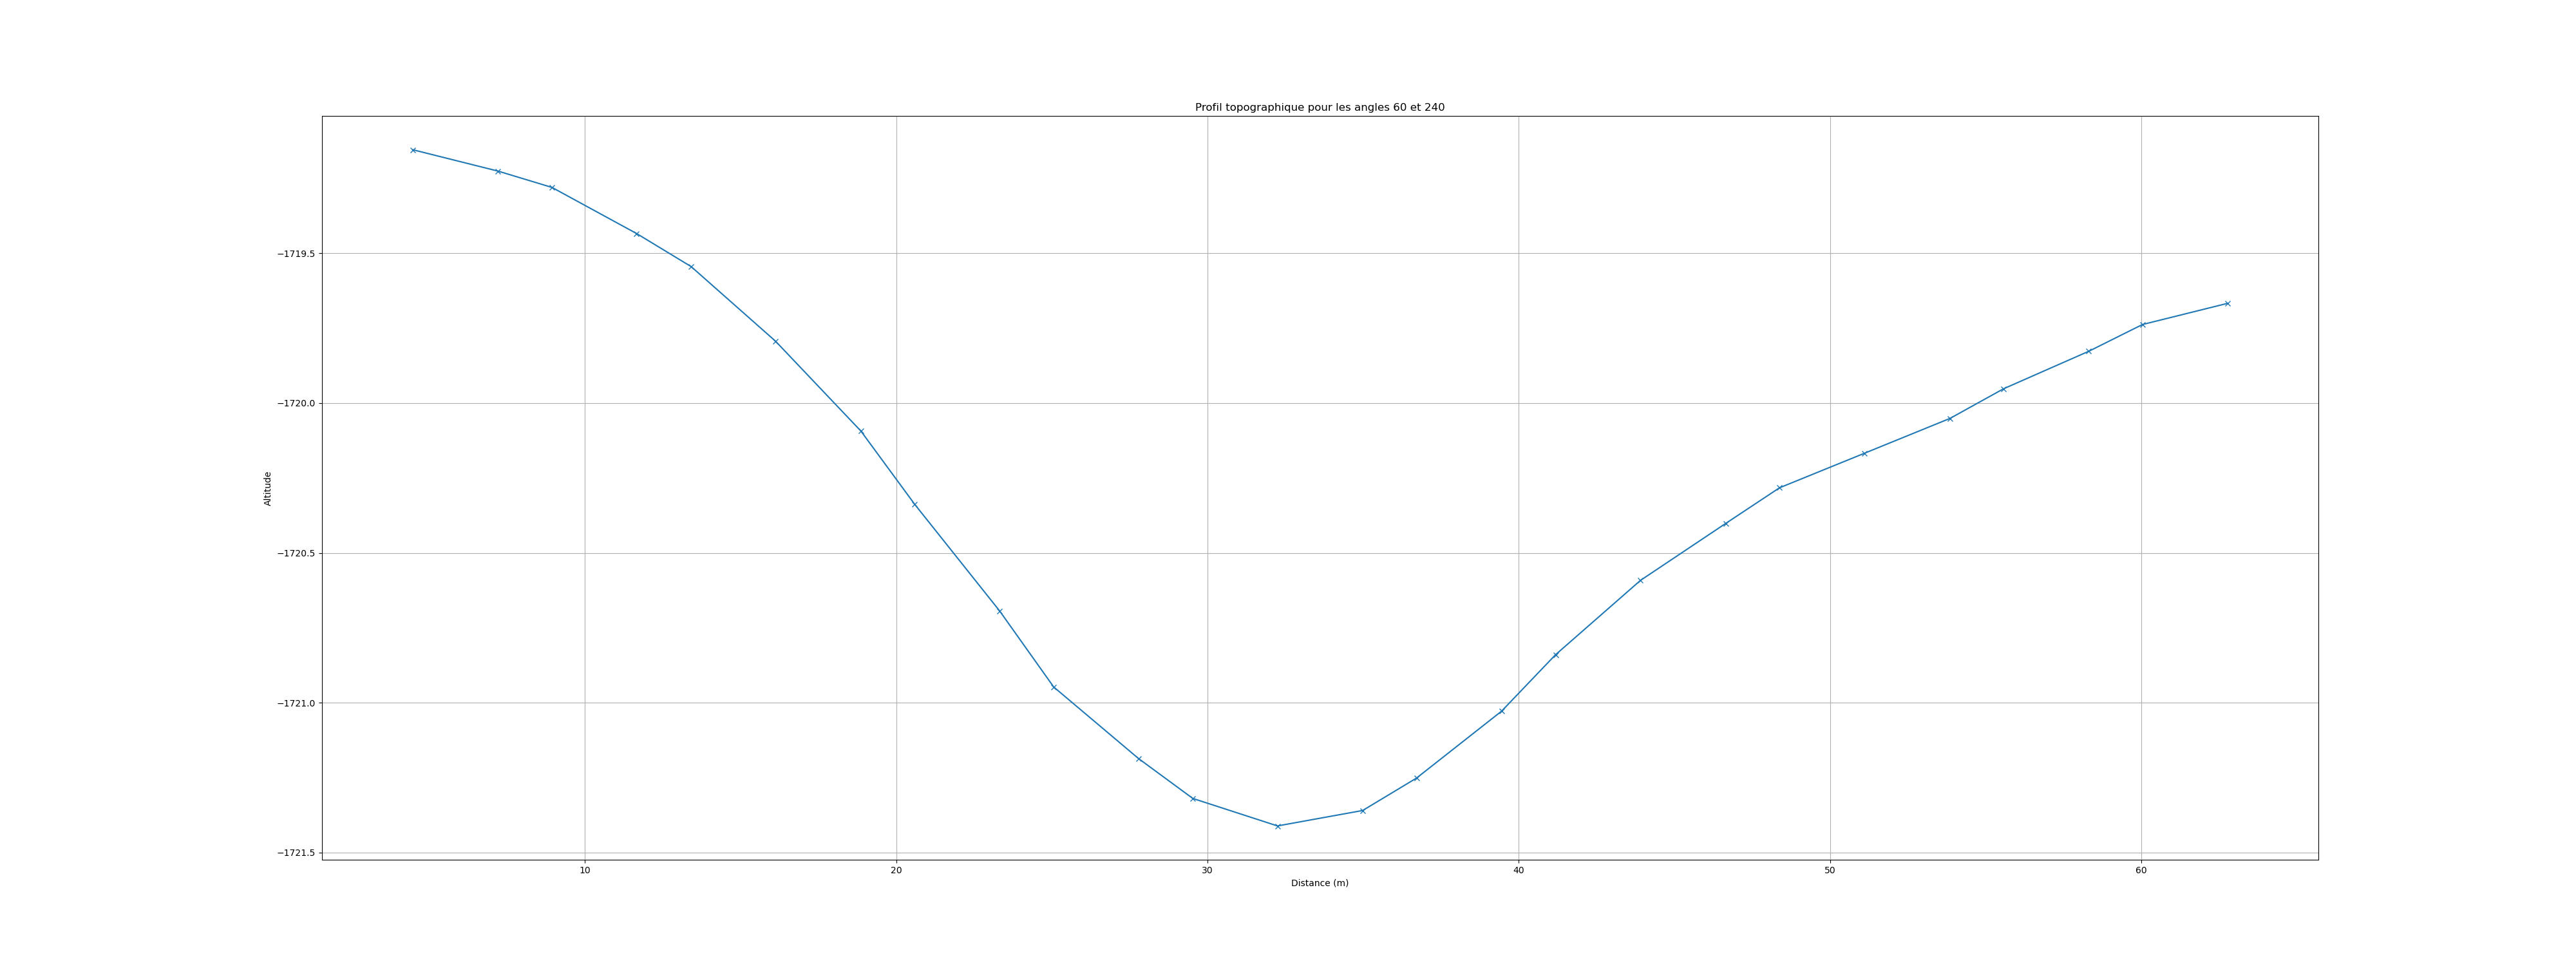 Profil topographique pour les angles 60 et 240
Altitude
−1719.5
−1720.0
−1720.5
−1721.0
−1721.5
10 20 30 40 50 60
Distance (m)